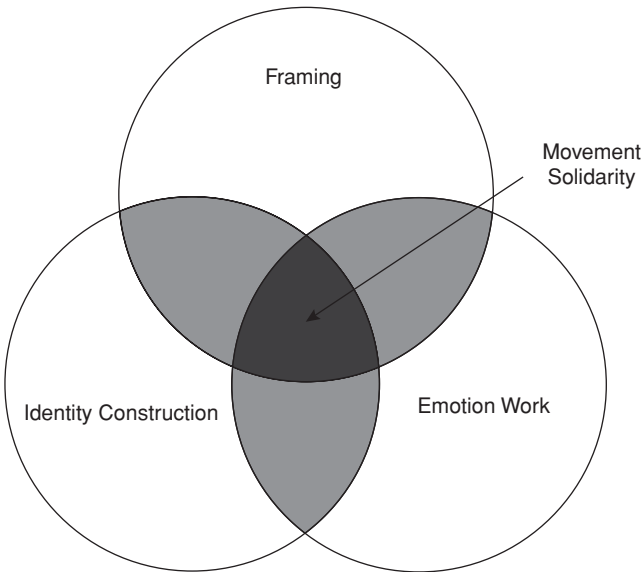 Framing
Movement
Solidarity
Identity Construction
Emotion Work